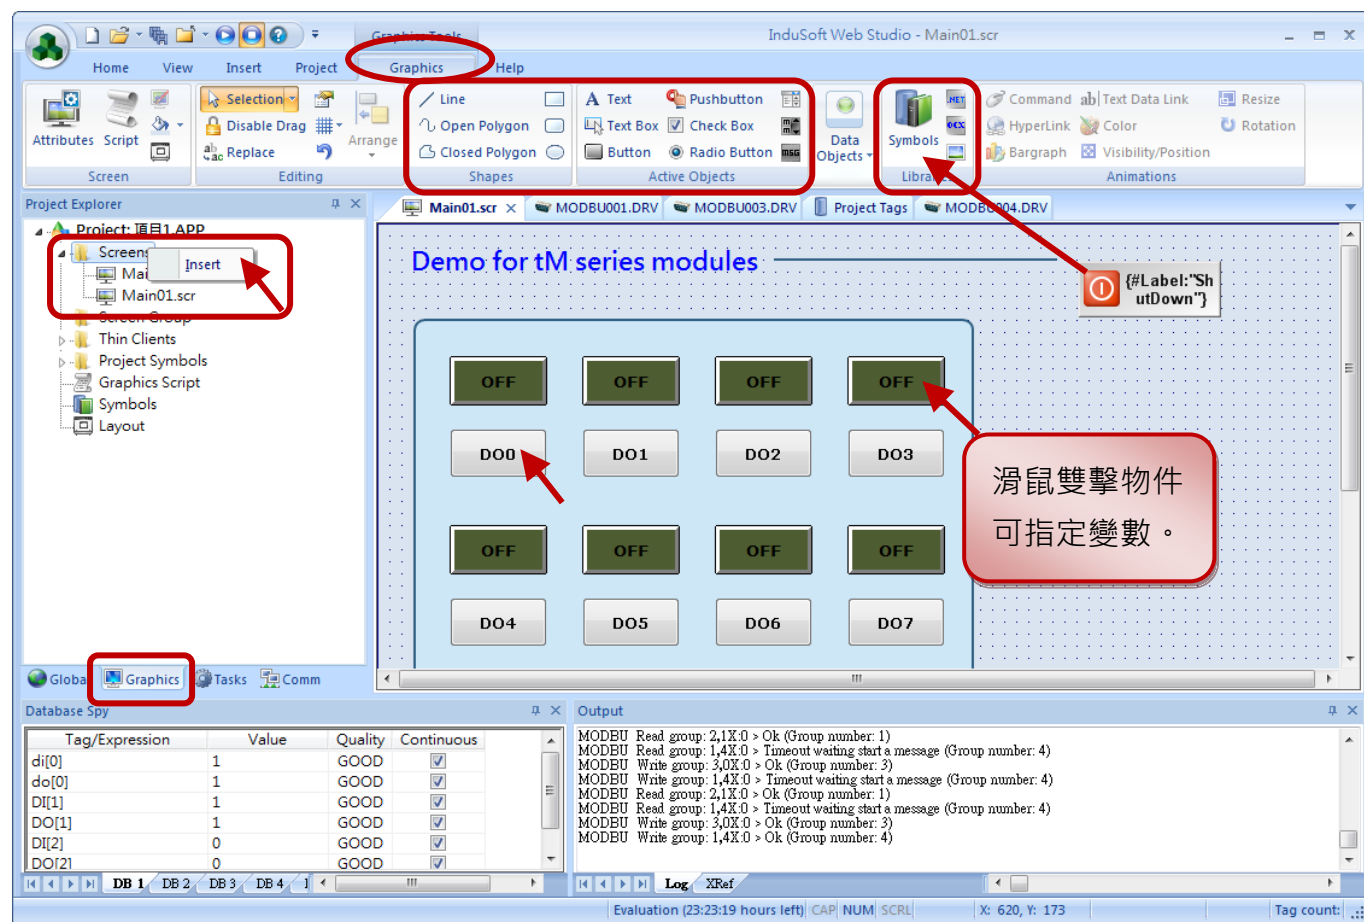 Graphics Tools
InduSoft Web Studio - Main01.scr
Home View Insert Project Graphics Help
Attributes Script
Screen
Selection
Disable Drag
Replace
Arrange
Editing
Line
Open Polygon
Closed Polygon
Shapes
A Text Pushbutton
Text Box Check Box
Button Radio Button
Active Objects
Data Objects
Symbols
.NET
OCX
Command Text Data Link Resize
HyperLink Color Rotation
Bargraph Visibility/Position
Animations
Project Explorer
Project: 項目1.APP
Screens
Insert
Main01.scr
Screen Group
Thin Clients
Project Symbols
Graphics Script
Symbols
Layout
Graphics Tasks Comm
Main01.scr MODBU001.DRV MODBU003.DRV Project Tags MODBU004.DRV
Demo for tM series modules
{#Label:"Sh
utDown"}
OFF OFF OFF OFF
DO0 DO1 DO2 DO3
OFF OFF OFF OFF
DO4 DO5 DO6 DO7
滑鼠雙擊物件
可指定變數。
Database Spy
Tag/Expression Value Quality Continuous
di[0] 1 GOOD
do[0] 1 GOOD
DI[1] 1 GOOD
DO[1] 1 GOOD
DI[2] 0 GOOD
DO[2] 0 GOOD
DB 1 DB 2 DB 3 DB 4
Output
MODBU Read group: 2,1X:0 > Ok (Group number: 1)
MODBU Read group: 1,4X:0 > Timeout waiting start a message (Group number: 4)
MODBU Write group: 3,0X:0 > Ok (Group number: 3)
MODBU Write group: 1,4X:0 > Timeout waiting start a message (Group number: 4)
MODBU Read group: 2,1X:0 > Ok (Group number: 1)
MODBU Read group: 1,4X:0 > Timeout waiting start a message (Group number: 4)
MODBU Write group: 3,0X:0 > Ok (Group number: 3)
MODBU Write group: 1,4X:0 > Ok (Group number: 4)
Log XRef
Evaluation (23:23:19 hours left) CAP NUM SCRL X: 620, Y: 173 Tag count: